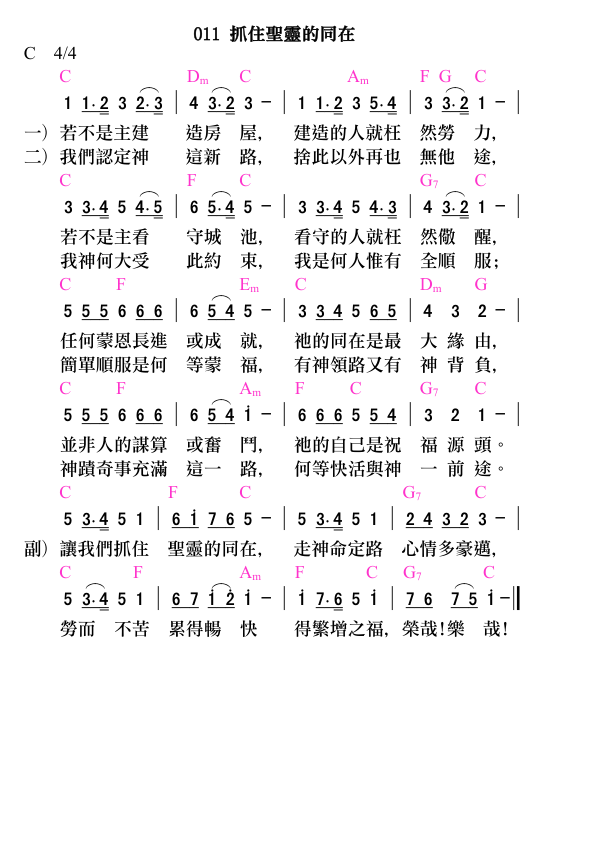 011 抓住聖靈的同在
C 4/4
C Dm C Am F G C
1 1·2 3 2·3 | 4 3·2 3 − | 1 1·2 3 5·4 | 3 3·2 1 − |
一）若不是主建 造房 屋， 建造的人就枉 然勞 力，
二）我們認定神 這新 路， 捨此以外再也 無他 途，
C F C G7 C
3 3·4 5 4·5 | 6 5·4 5 − | 3 3·4 5 4·3 | 4 3·2 1 − |
若不是主看 守城 池， 看守的人就枉 然儆 醒，
我神何大受 此約 束， 我是何人惟有 全順 服；
C F Em C Dm G
5 5 5 6 6 6 | 6 5 4 5 − | 3 3 4 5 6 5 | 4 3 2 − |
任何蒙恩長進 或成 就， 祂的同在是最 大 緣 由，
簡單順服是何 等蒙 福， 有神領路又有 神 背 負，
C F Am F C G7 C
5 5 5 6 6 6 | 6 5 4 i − | 6 6 6 5 5 4 | 3 2 1 − |
並非人的謀算 或奮 鬥， 祂的自己是祝 福 源 頭。
神蹟奇事充滿 這一 路， 何等快活與神 一 前 途。
C F C G7 C
5 3·4 5 1 | 6 i 7 6 5 − | 5 3·4 5 1 | 2 4 3 2 3 − |
副）讓我們抓住 聖靈的同在， 走神命定路 心情多豪邁，
C F Am F C G7 C
5 3·4 5 1 | 6 7 i 2̇ i − | i 7·6 5 i | 7 6 7 5 i −‖
勞而 不苦 累得暢 快 得繁增之福，榮哉！樂 哉！